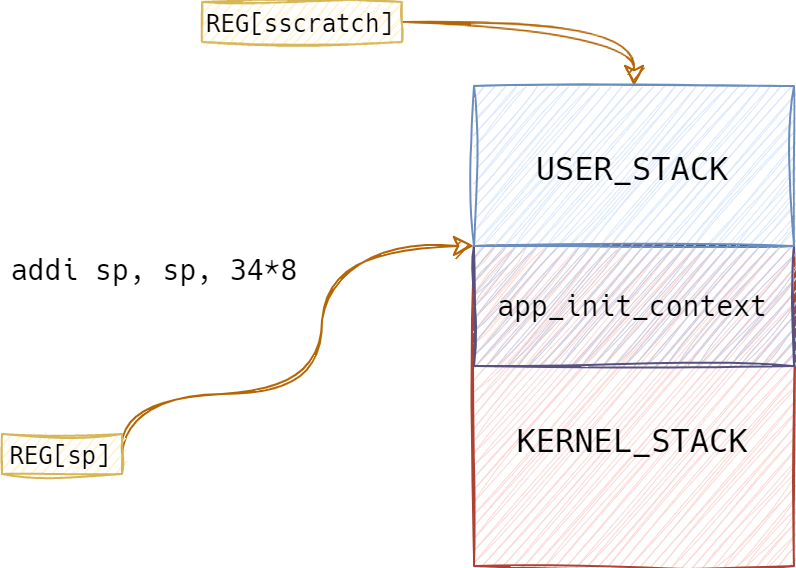 REG[sscratch]
USER_STACK
addi sp, sp, 34*8
app_init_context
KERNEL_STACK
REG[sp]